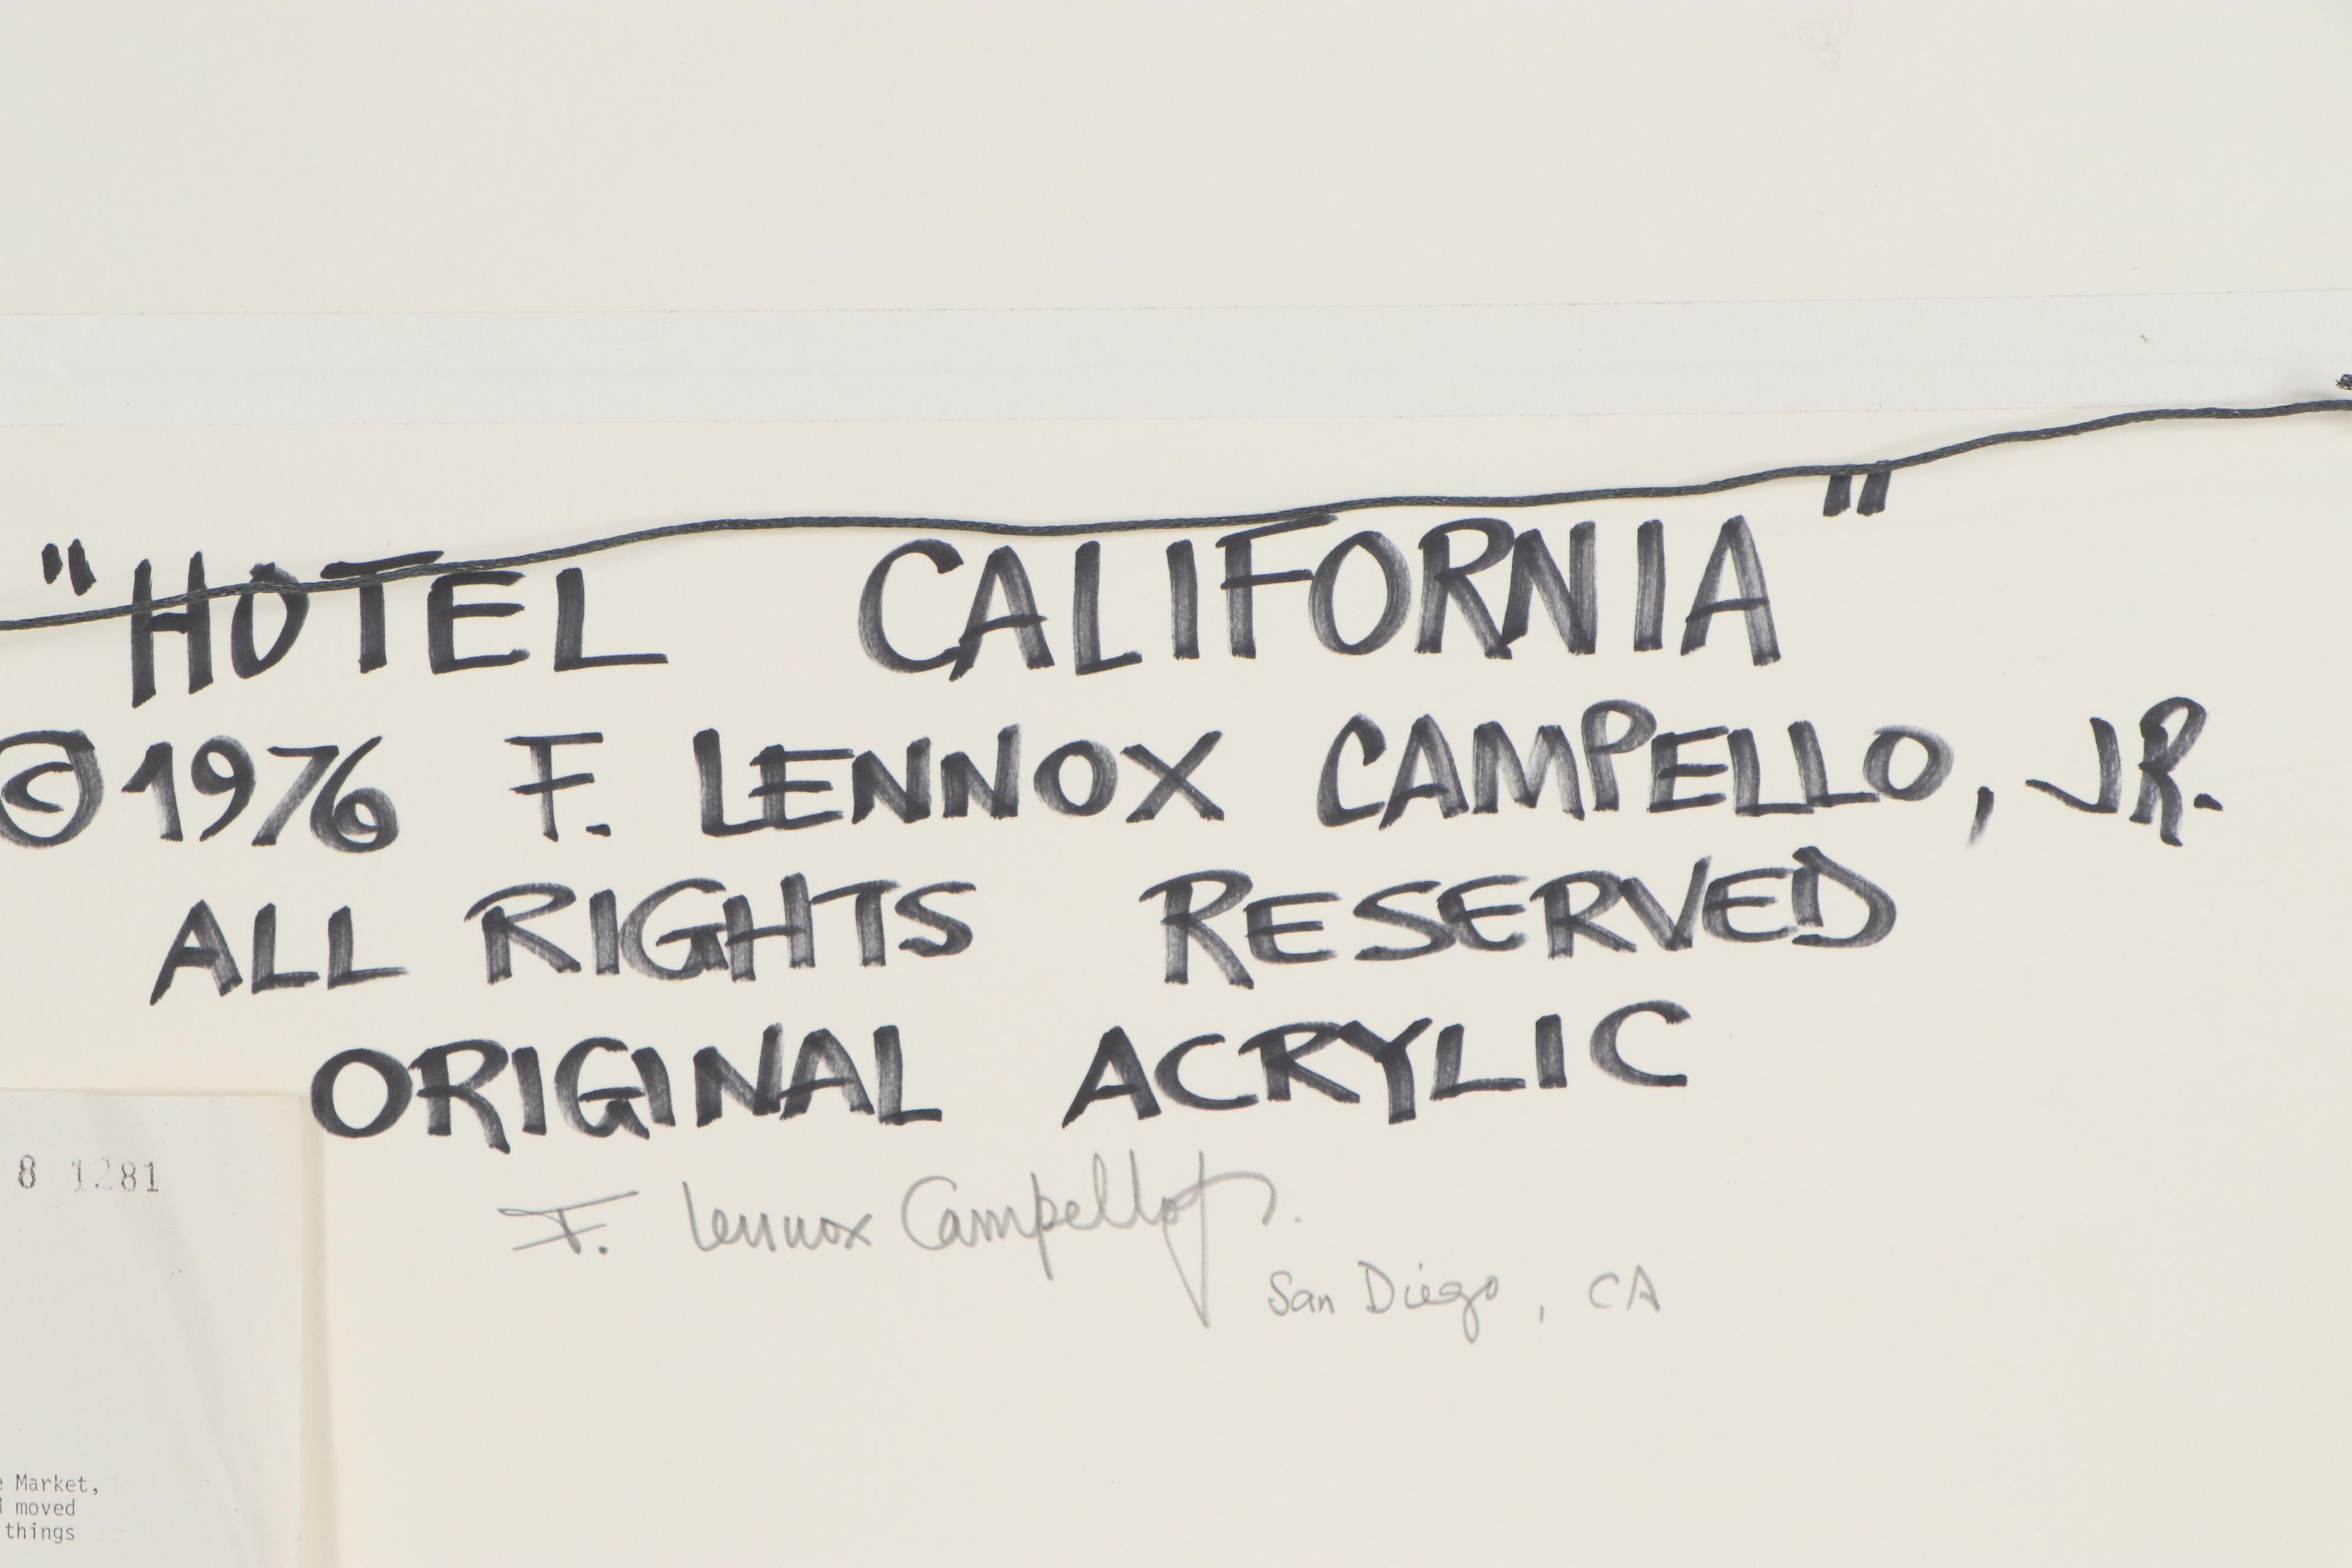 "HOTEL CALIFORNIA"
© 1976 F. LENNOX CAMPELLO, JR.
ALL RIGHTS RESERVED
ORIGINAL ACRYLIC
F. Lennox Campello Jr.
San Diego, CA
8 1281
Market,
moved
things